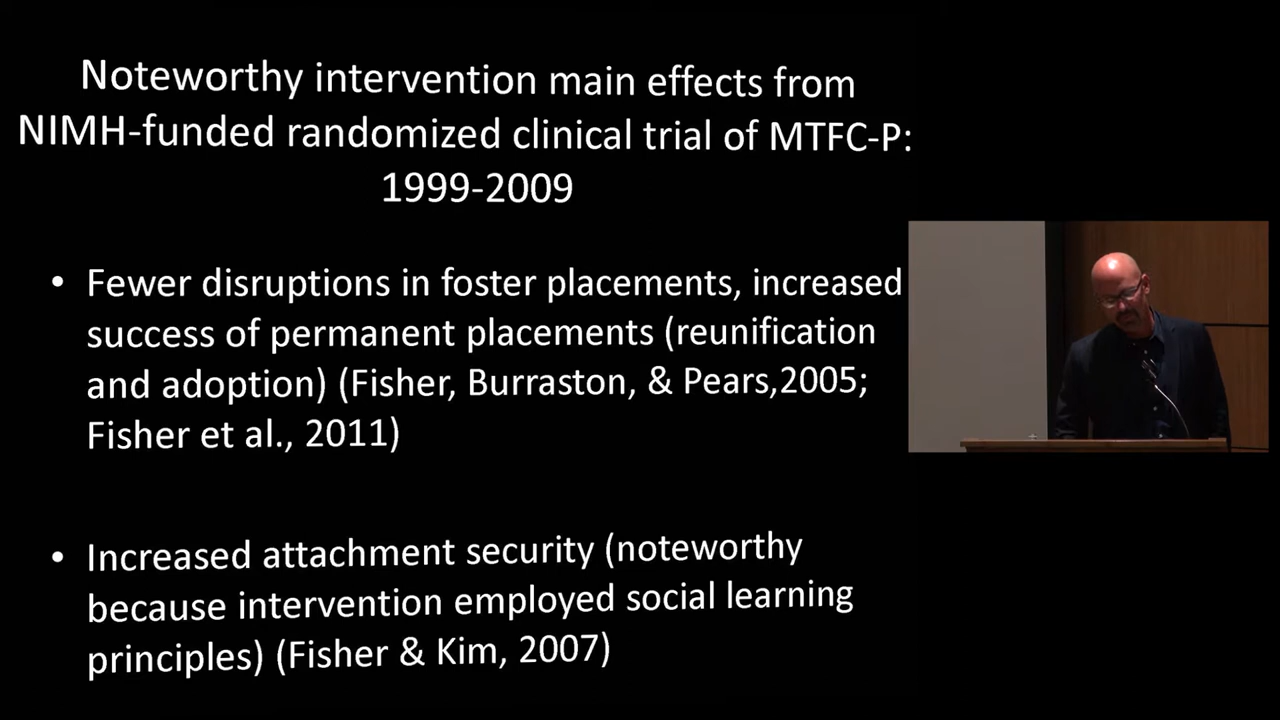 Noteworthy intervention main effects from
NIMH-funded randomized clinical trial of MTFC-P:
1999-2009
• Fewer disruptions in foster placements, increased
success of permanent placements (reunification
and adoption) (Fisher, Burraston, & Pears,2005;
Fisher et al., 2011)
• Increased attachment security (noteworthy
because intervention employed social learning
principles) (Fisher & Kim, 2007)